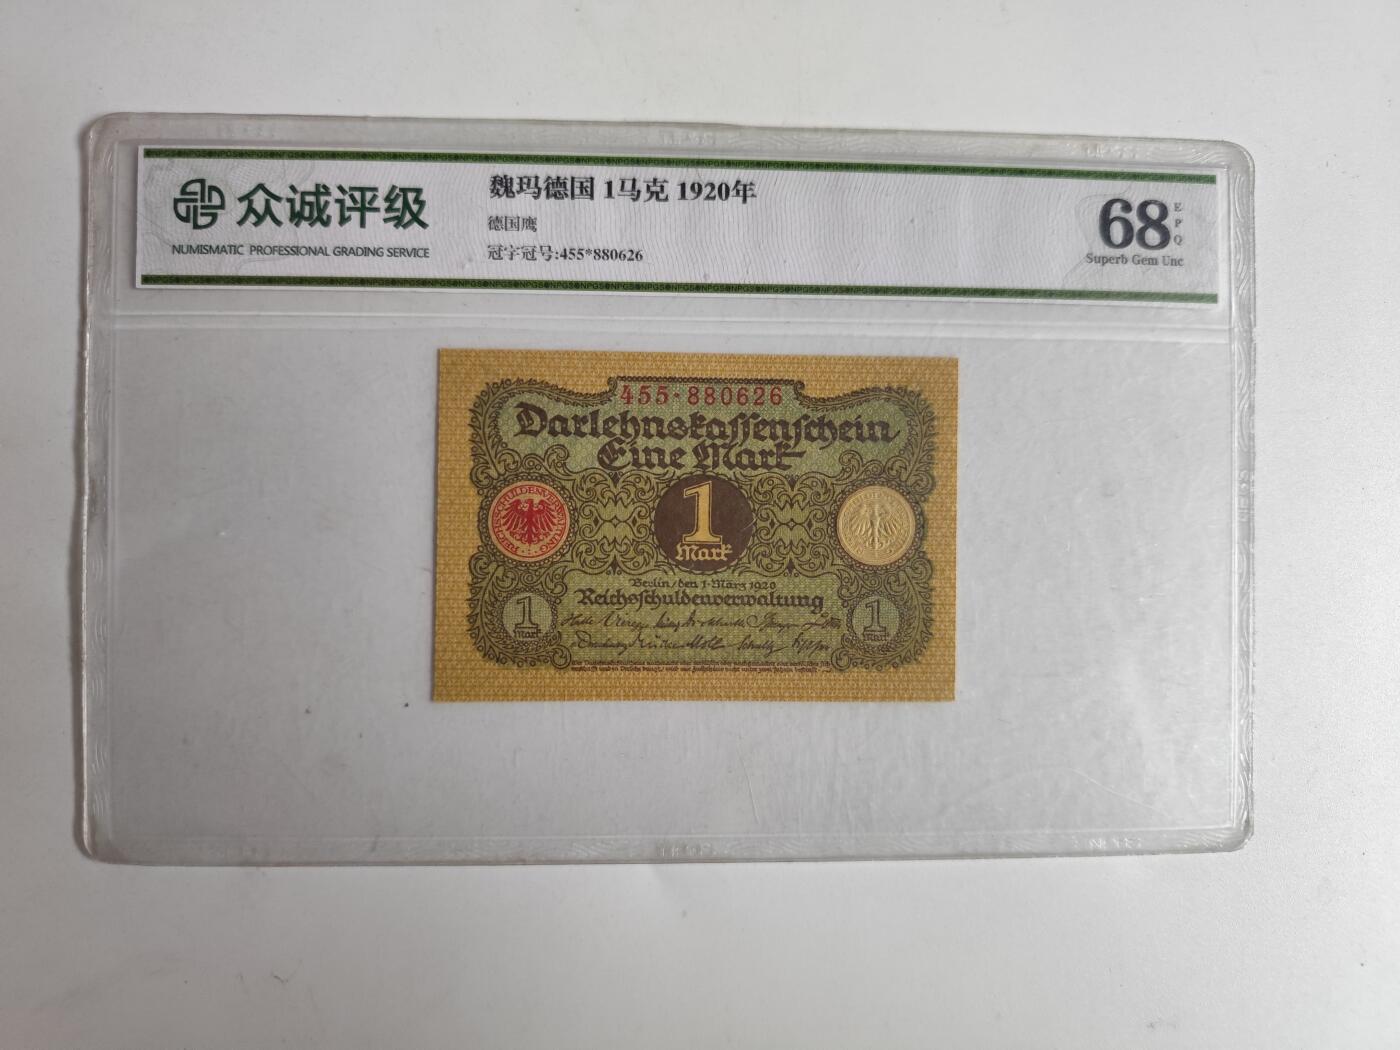 众诚评级
NUMISMATIC PROFESSIONAL GRADING SERVICE
魏玛德国 1马克 1920年
德国鹰
冠字冠号:455*880626
68
EPQ
Superb Gem Unc
455·880626
Darlehnskassenschein
Eine Mark
REICHSSCHULDENVERWALTUNG
1
Mark
Berlin, den 1. März 1920
Reichsschuldenverwaltung
1
Mark
1
Mark